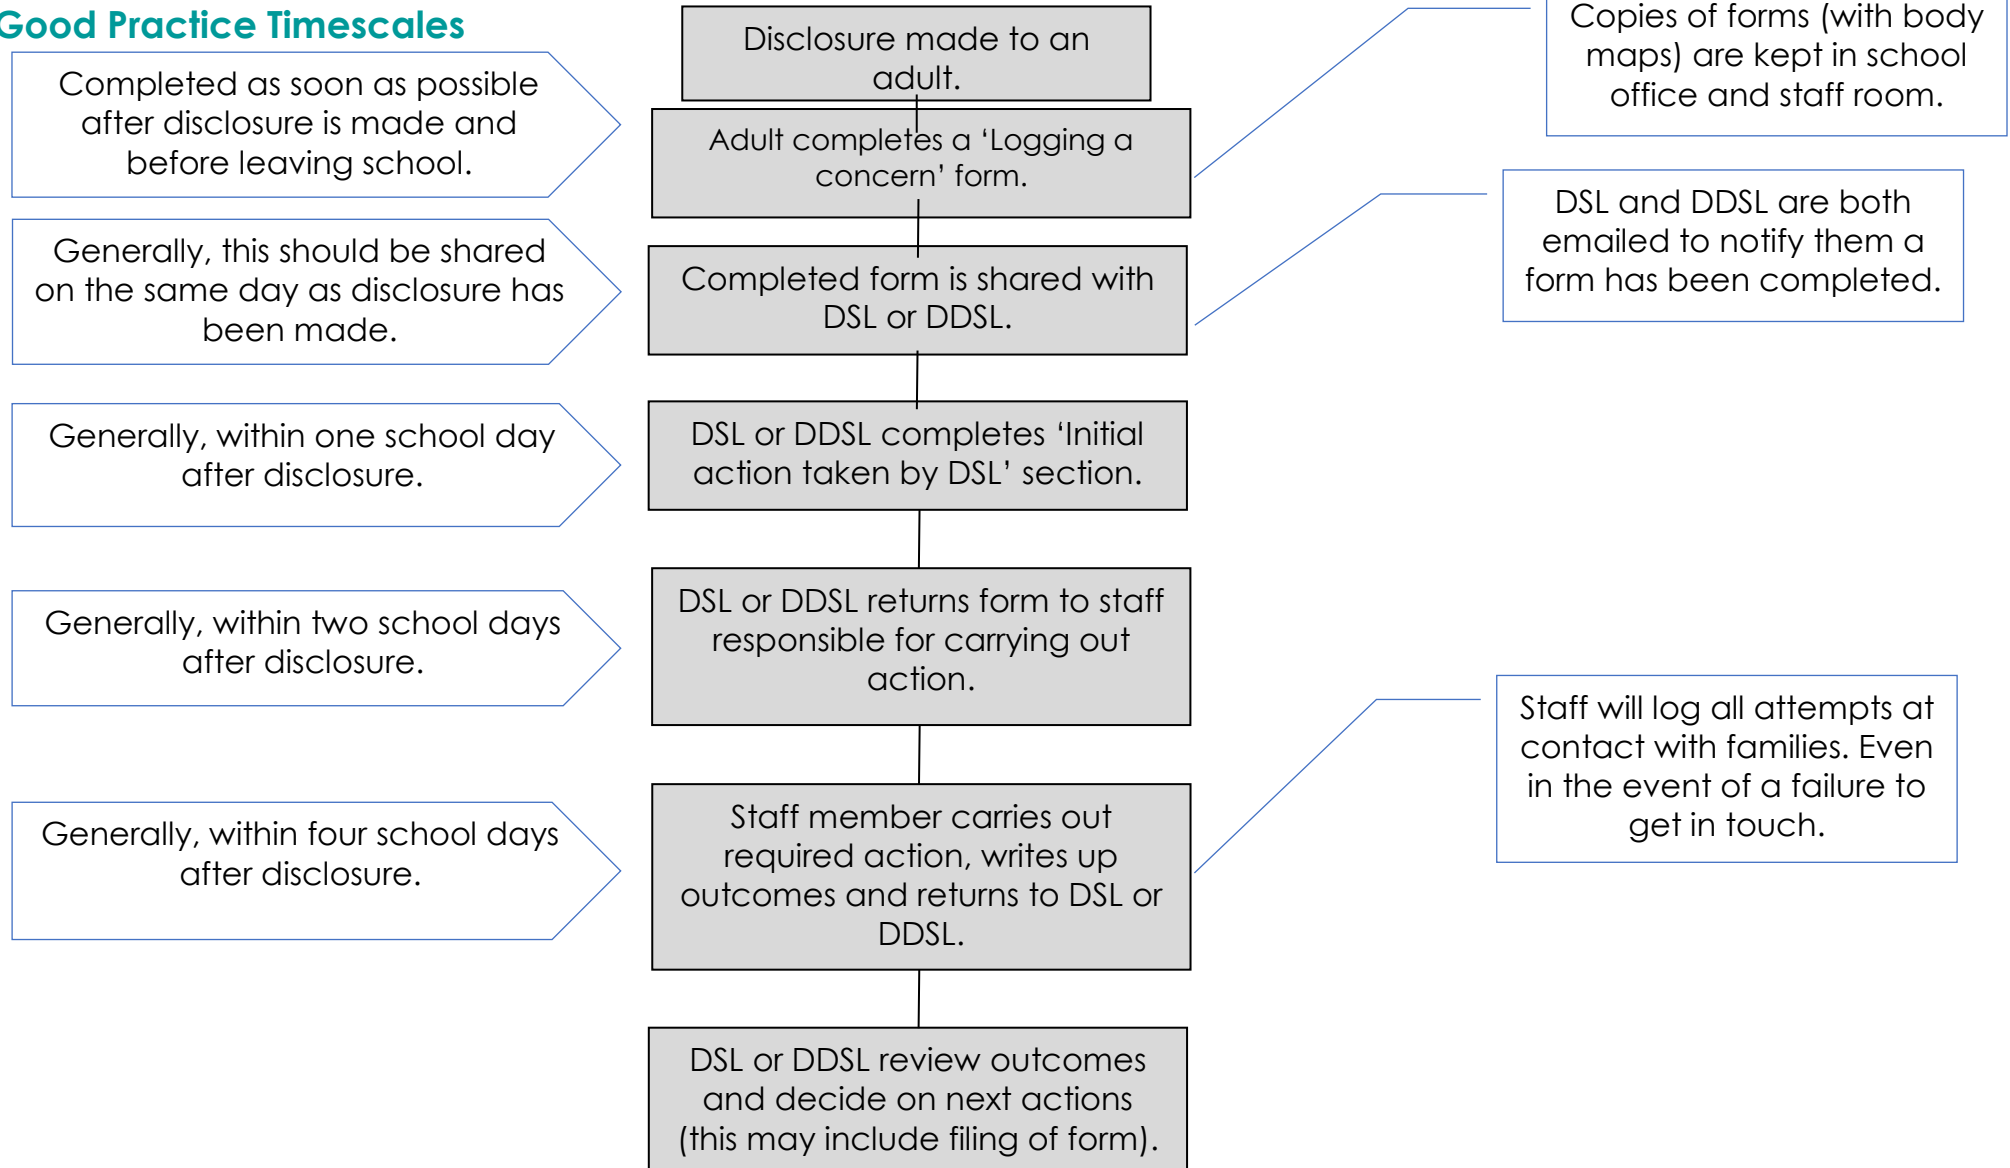 Good Practice Timescales
Disclosure made to an
adult.
Copies of forms (with body
maps) are kept in school
office and staff room.
Completed as soon as possible
after disclosure is made and
before leaving school.
Adult completes a ‘Logging a
concern’ form.
DSL and DDSL are both
emailed to notify them a
form has been completed.
Generally, this should be shared
on the same day as disclosure has
been made.
Completed form is shared with
DSL or DDSL.
Generally, within one school day
after disclosure.
DSL or DDSL completes ‘Initial
action taken by DSL’ section.
Generally, within two school days
after disclosure.
DSL or DDSL returns form to staff
responsible for carrying out
action.
Staff will log all attempts at
contact with families. Even
in the event of a failure to
get in touch.
Generally, within four school days
after disclosure.
Staff member carries out
required action, writes up
outcomes and returns to DSL or
DDSL.
DSL or DDSL review outcomes
and decide on next actions
(this may include filing of form).